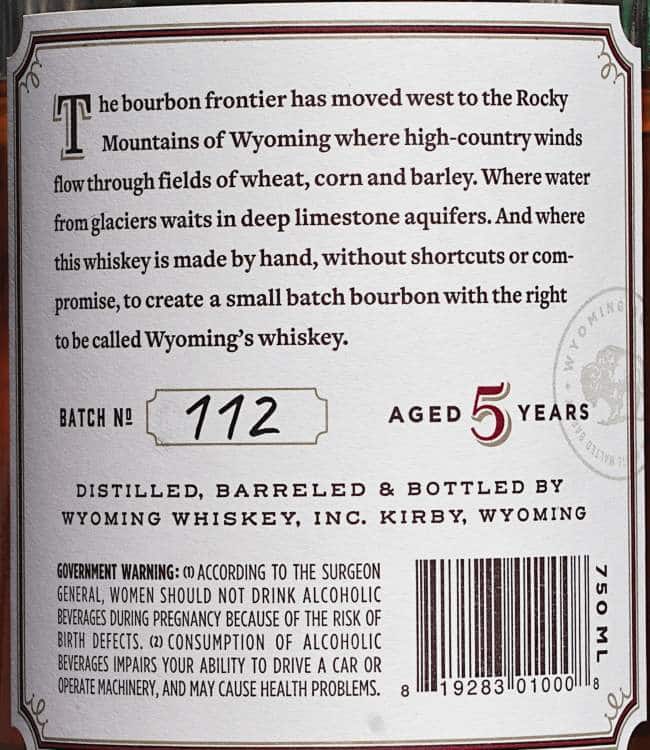 The bourbon frontier has moved west to the Rocky
Mountains of Wyoming where high-country winds
flow through fields of wheat, corn and barley. Where water
from glaciers waits in deep limestone aquifers. And where
this whiskey is made by hand, without shortcuts or com-
promise, to create a small batch bourbon with the right
to be called Wyoming's whiskey.
WYOMING
BATCH Nº 112 AGED 5 YEARS
DISTILLED, BARRELED & BOTTLED BY
WYOMING WHISKEY, INC. KIRBY, WYOMING
GOVERNMENT WARNING: (1) ACCORDING TO THE SURGEON
GENERAL, WOMEN SHOULD NOT DRINK ALCOHOLIC
BEVERAGES DURING PREGNANCY BECAUSE OF THE RISK OF
BIRTH DEFECTS. (2) CONSUMPTION OF ALCOHOLIC
BEVERAGES IMPAIRS YOUR ABILITY TO DRIVE A CAR OR
OPERATE MACHINERY, AND MAY CAUSE HEALTH PROBLEMS.
750 ML
8 19283 01000 8